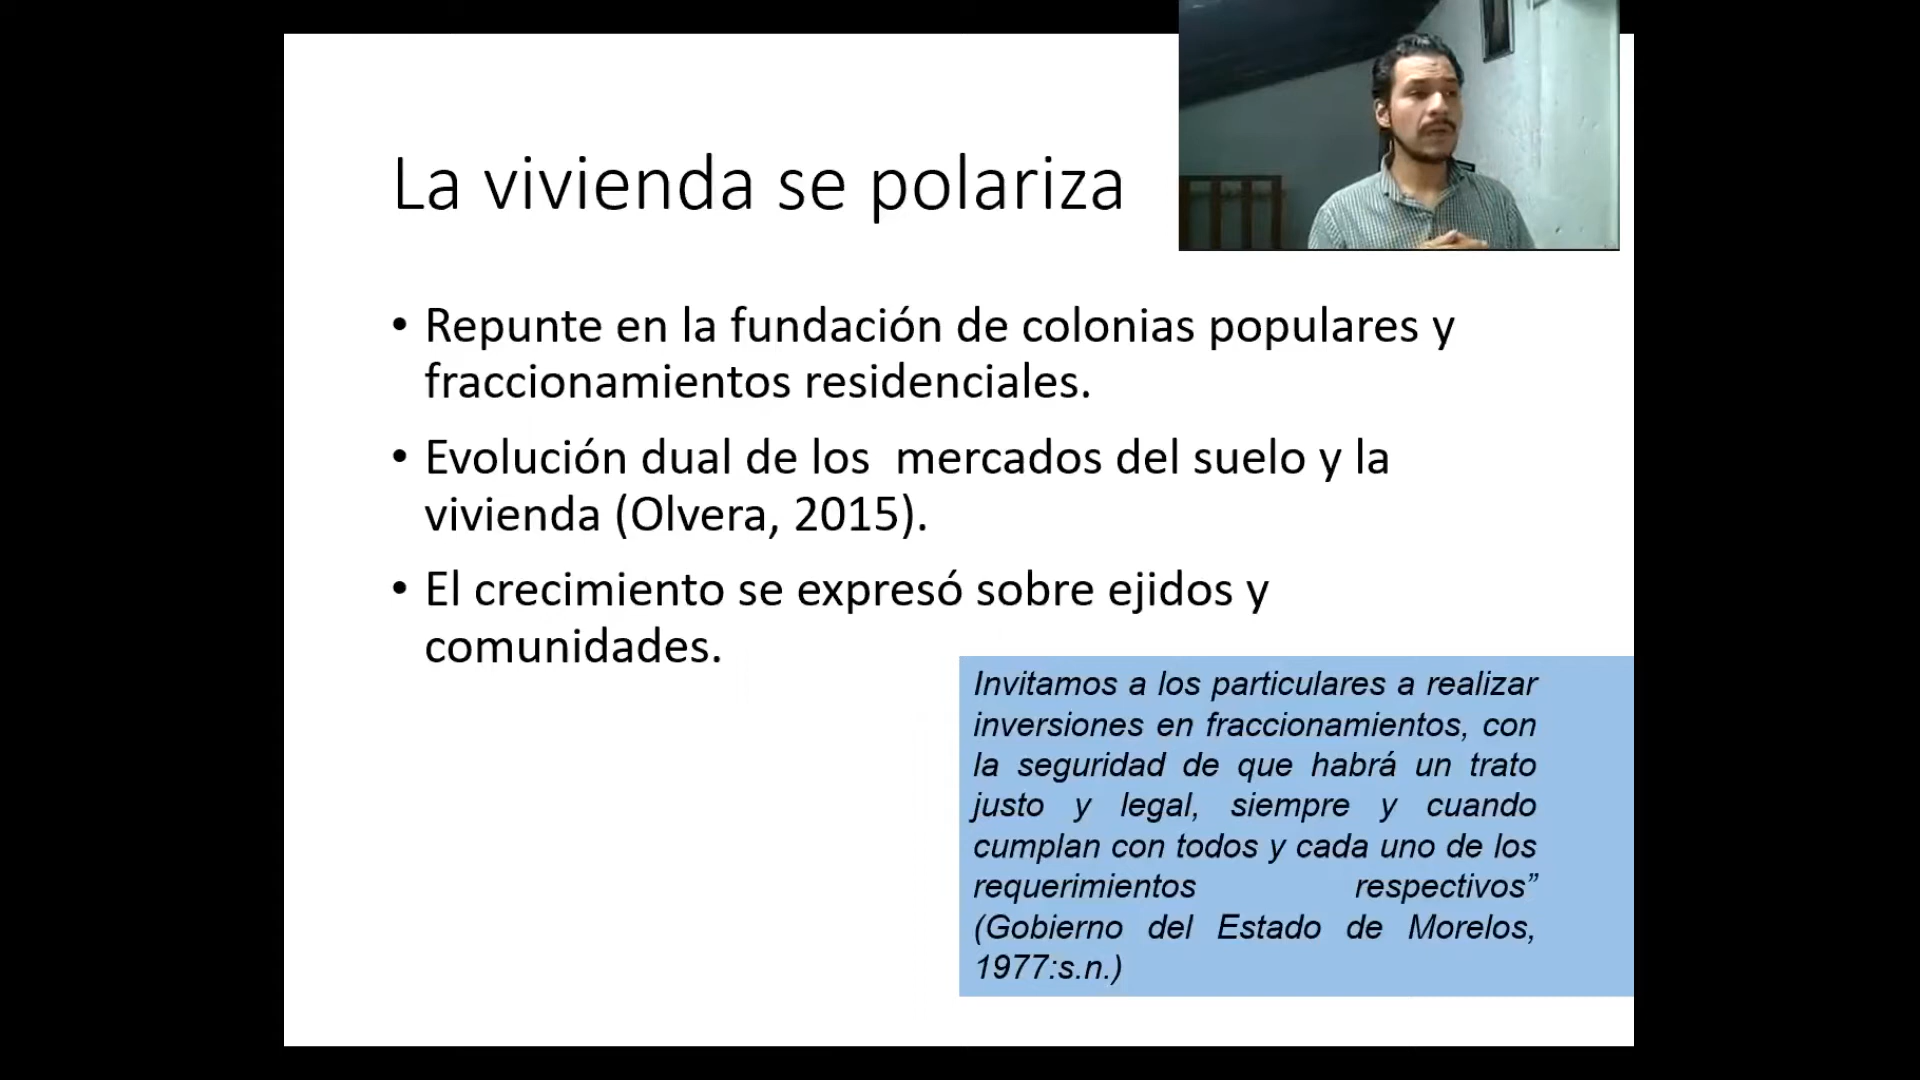 La vivienda se polariza
• Repunte en la fundación de colonias populares y
fraccionamientos residenciales.
• Evolución dual de los  mercados del suelo y la
vivienda (Olvera, 2015).
• El crecimiento se expresó sobre ejidos y
comunidades.
Invitamos a los particulares a realizar
inversiones en fraccionamientos, con
la seguridad de que habrá un trato
justo y legal, siempre y cuando
cumplan con todos y cada uno de los
requerimientos respectivos”
(Gobierno del Estado de Morelos,
1977:s.n.)